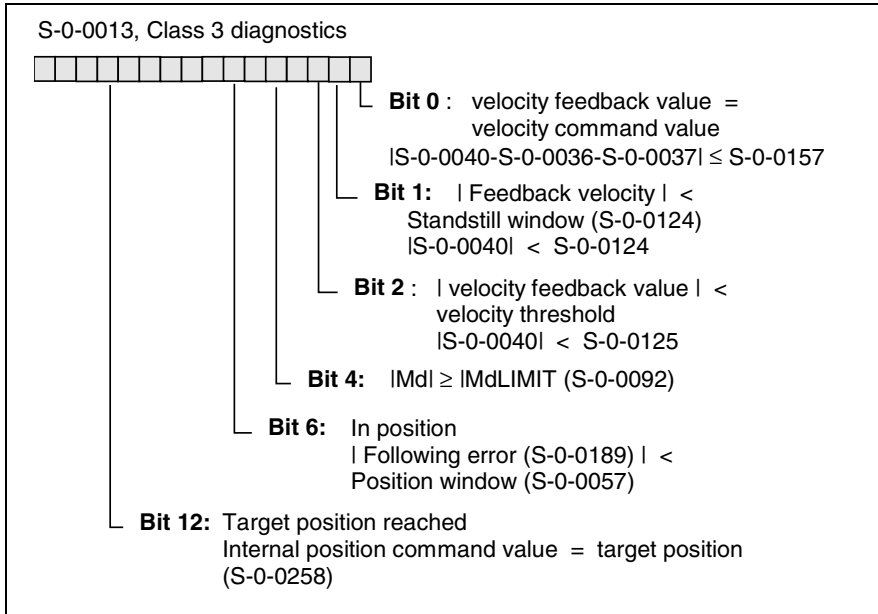 S-0-0013, Class 3 diagnostics
Bit 0 : velocity feedback value =
velocity command value
|S-0-0040-S-0-0036-S-0-0037| ≤ S-0-0157
Bit 1: | Feedback velocity | <
Standstill window (S-0-0124)
|S-0-0040| < S-0-0124
Bit 2 : | velocity feedback value | <
velocity threshold
|S-0-0040| < S-0-0125
Bit 4: |Md| ≥ |MdLIMIT (S-0-0092)
Bit 6: In position
| Following error (S-0-0189) | <
Position window (S-0-0057)
Bit 12: Target position reached
Internal position command value = target position
(S-0-0258)